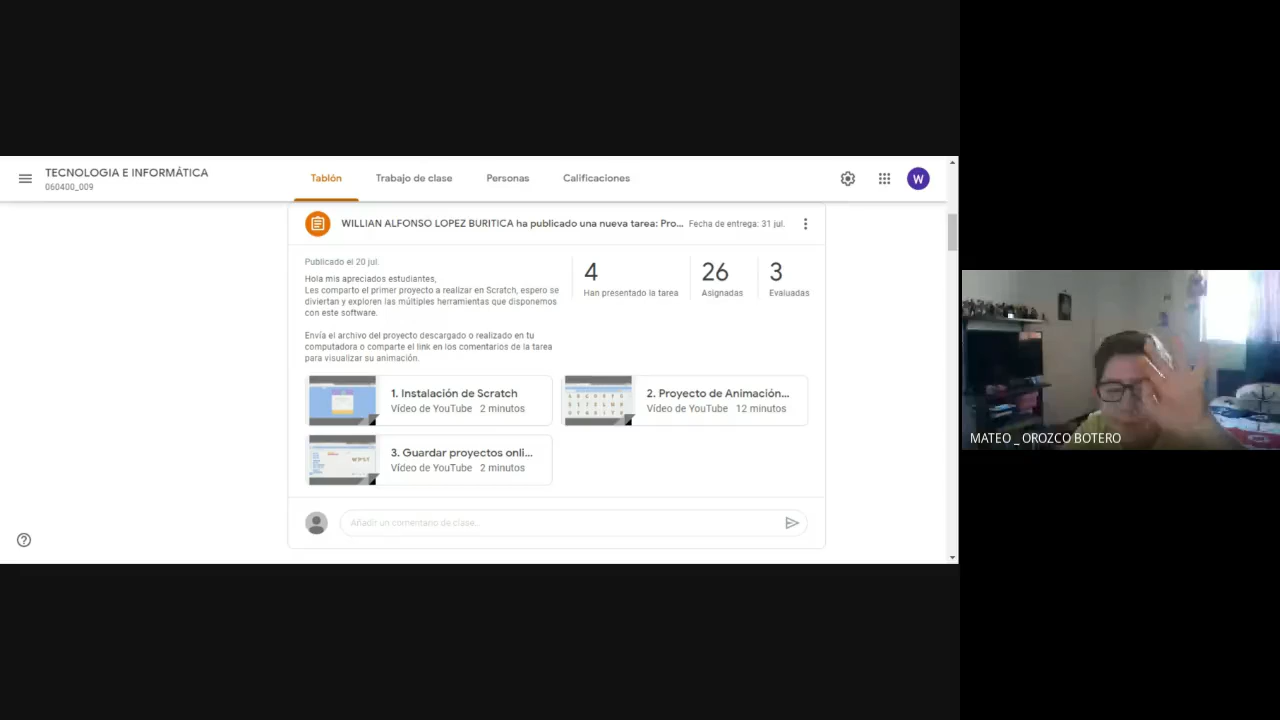 TECNOLOGIA E INFORMÁTICA
060400_009
Tablón
Trabajo de clase
Personas
Calificaciones
W
WILLIAN ALFONSO LOPEZ BURITICA ha publicado una nueva tarea: Pro...
Fecha de entrega: 31 jul.
Publicado el 20 jul.
Hola mis apreciados estudiantes,
Les comparto el primer proyecto a realizar en Scratch, espero se
diviertan y exploren las múltiples herramientas que disponemos
con este software.
Envía el archivo del proyecto descargado o realizado en tu
computadora o comparte el link en los comentarios de la tarea
para visualizar su animación.
4
Han presentado la tarea
26
Asignadas
3
Evaluadas
1. Instalación de Scratch
Vídeo de YouTube 2 minutos
2. Proyecto de Animación...
Vídeo de YouTube 12 minutos
3. Guardar proyectos onli...
Vídeo de YouTube 2 minutos
Añadir un comentario de clase...
MATEO _ OROZCO BOTERO